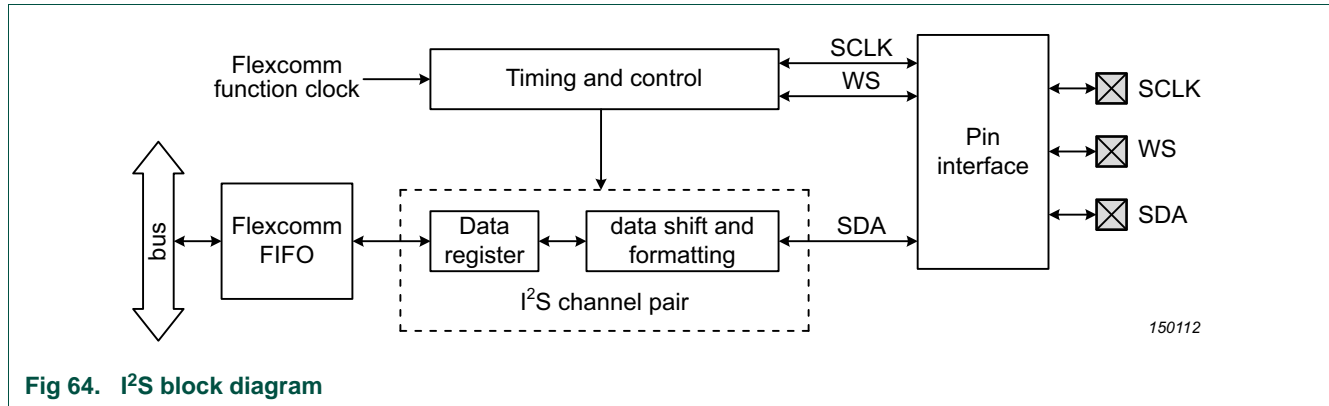 Flexcomm
function clock
Timing and control
SCLK
WS
Pin
interface
SCLK
WS
SDA
bus
Flexcomm
FIFO
Data
register
data shift and
formatting
SDA
I²S channel pair
150112
Fig 64. I²S block diagram